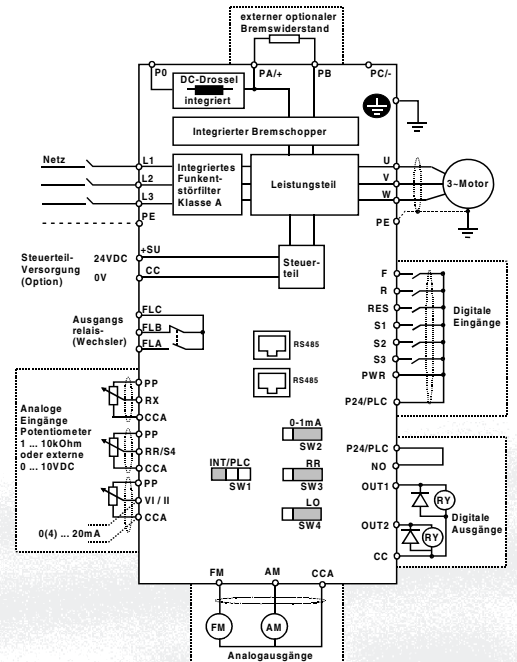 externer optionaler
Bremswiderstand
P0
PA/+
PB
PC/-
DC-Drossel
integriert
Integrierter Bremschopper
Netz
L1
L2
L3
PE
Integriertes
Funkent-
störfilter
Klasse A
Leistungsteil
U
V
W
PE
3~Motor
Steuerteil-
Versorgung
(Option)
24VDC
0V
+SU
CC
Steuer-
teil
Ausgangs
relais-
(Wechsler)
FLC
FLB
FLA
RS485
RS485
F
R
RES
S1
S2
S3
PWR
P24/PLC
Digitale
Eingänge
Analoge
Eingänge
Potentiometer
1 ... 10kOhm
oder externe
0 ... 10VDC
0(4) ... 20mA
PP
RX
CCA
PP
RR/S4
CCA
PP
VI / II
CCA
0-1mA
SW2
INT/PLC
SW1
RR
SW3
LO
SW4
P24/PLC
NO
OUT1
RY
OUT2
RY
CC
Digitale
Ausgänge
FM
AM
CCA
FM
AM
Analogausgänge